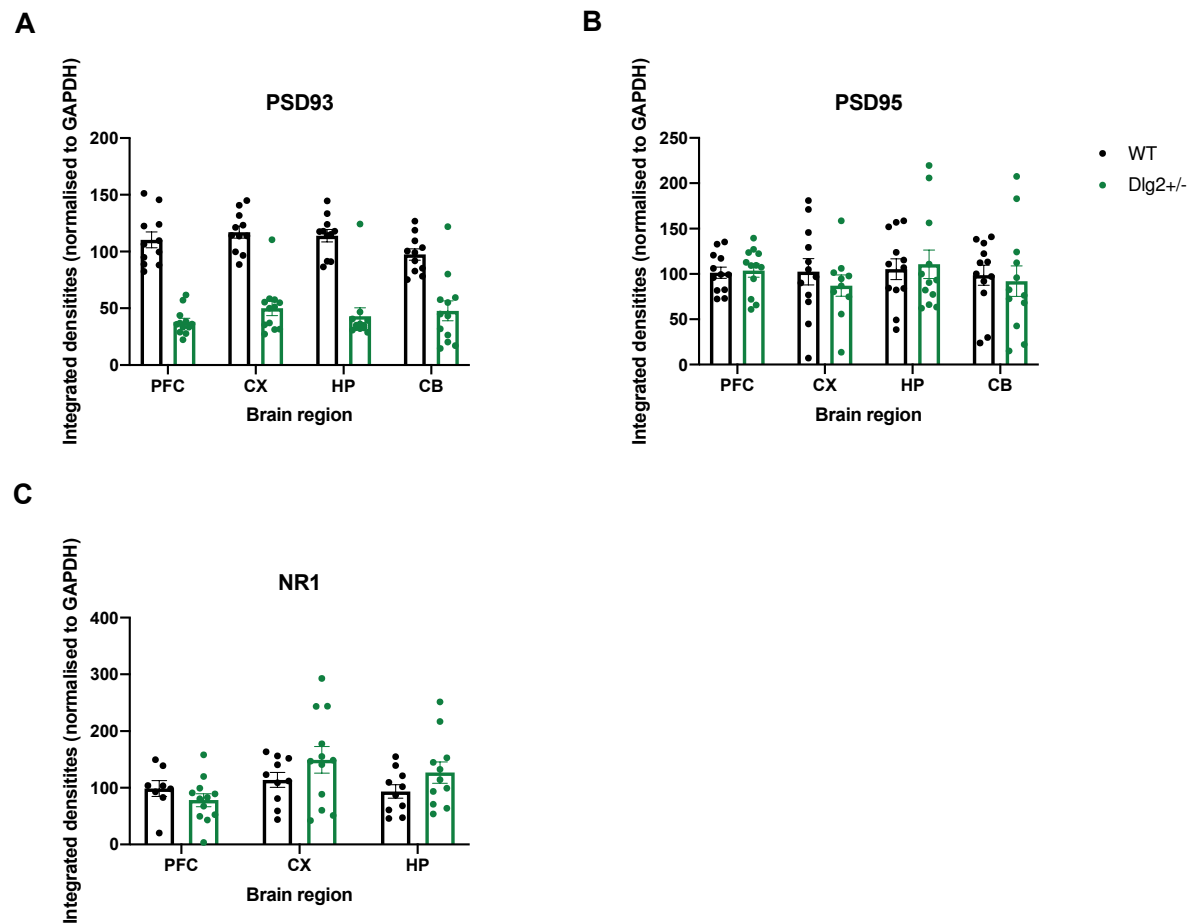 A
Integrated densitites (normalised to GAPDH)
PSD93
200
150
100
50
0
PFC CX HP CB
Brain region
B
Integrated densitites (normalised to GAPDH)
PSD95
250
200
150
100
50
0
PFC CX HP CB
Brain region
WT
Dlg2+/-
C
Integrated densitites (normalised to GAPDH)
NR1
400
300
200
100
0
PFC CX HP
Brain region